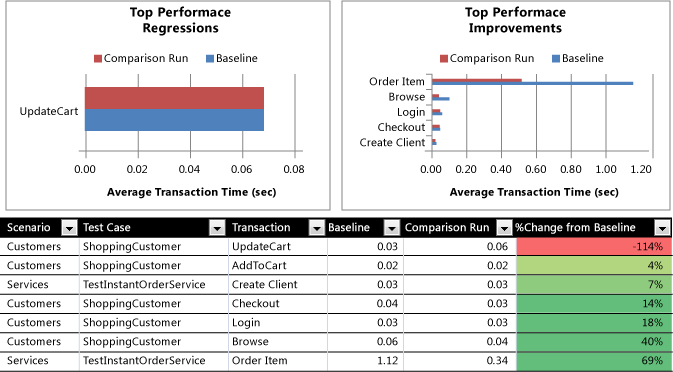 Top Performace
Regressions
Comparison Run Baseline
UpdateCart
0.00 0.02 0.04 0.06 0.08
Average Transaction Time (sec)
Top Performace
Improvements
Comparison Run Baseline
Order Item
Browse
Login
Checkout
Create Client
0.00 0.20 0.40 0.60 0.80 1.00 1.20
Average Transaction Time (sec)
Scenario Test Case Transaction Baseline Comparison Run %Change from Baseline
Customers ShoppingCustomer UpdateCart 0.03 0.06 -114%
Customers ShoppingCustomer AddToCart 0.02 0.02 4%
Services TestInstantOrderService Create Client 0.03 0.03 7%
Customers ShoppingCustomer Checkout 0.04 0.03 14%
Customers ShoppingCustomer Login 0.03 0.03 18%
Customers ShoppingCustomer Browse 0.06 0.04 40%
Services TestInstantOrderService Order Item 1.12 0.34 69%